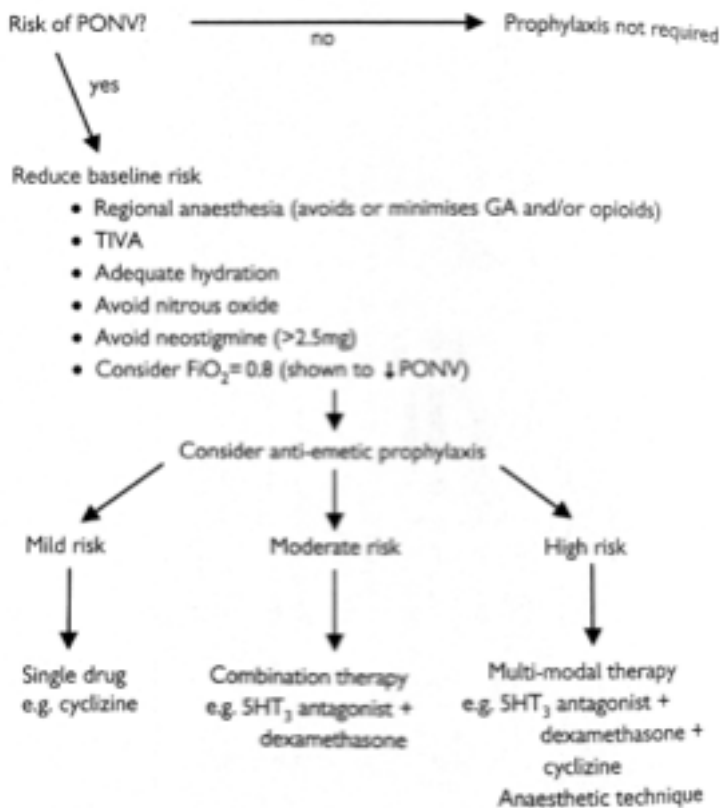 Risk of PONV?
no
Prophylaxis not required
yes
Reduce baseline risk
• Regional anaesthesia (avoids or minimises GA and/or opioids)
• TIVA
• Adequate hydration
• Avoid nitrous oxide
• Avoid neostigmine (>2.5mg)
• Consider FiO₂= 0.8 (shown to ↓PONV)
Consider anti-emetic prophylaxis
Mild risk
Moderate risk
High risk
Single drug
e.g. cyclizine
Combination therapy
e.g. 5HT₃ antagonist +
dexamethasone
Multi-modal therapy
e.g. 5HT₃ antagonist +
dexamethasone +
cyclizine
Anaesthetic technique